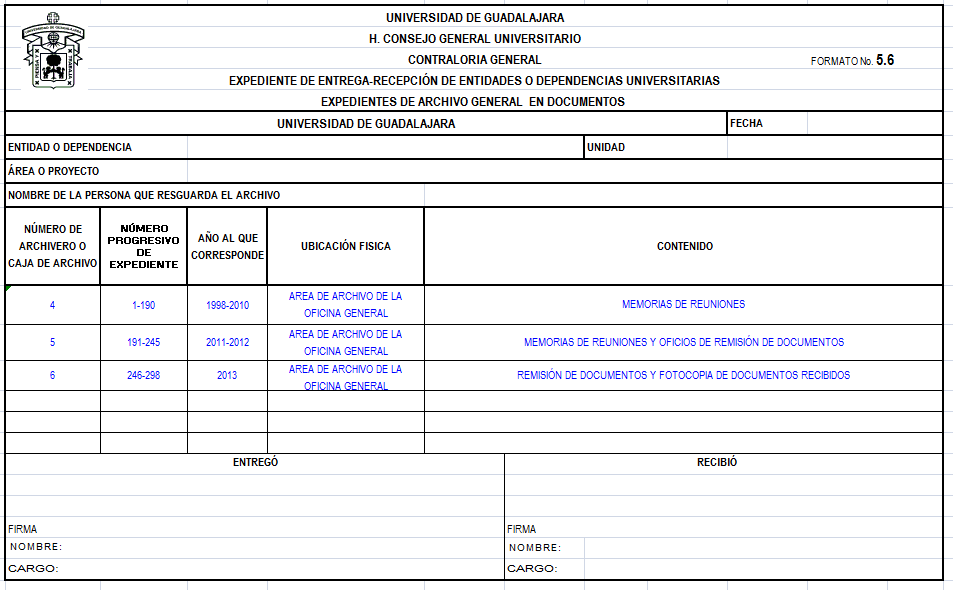 UNIVERSIDAD DE GUADALAJARA
H. CONSEJO GENERAL UNIVERSITARIO
CONTRALORIA GENERAL
FORMATO No. 5.6
EXPEDIENTE DE ENTREGA-RECEPCIÓN DE ENTIDADES O DEPENDENCIAS UNIVERSITARIAS
EXPEDIENTES DE ARCHIVO GENERAL EN DOCUMENTOS
PIENSA Y TRABAJA
UNIVERSIDAD DE GUADALAJARA
FECHA
ENTIDAD O DEPENDENCIA
UNIDAD
ÁREA O PROYECTO
NOMBRE DE LA PERSONA QUE RESGUARDA EL ARCHIVO
NÚMERO DE
ARCHIVERO O
CAJA DE ARCHIVO
NÚMERO
PROGRESIVO
DE
EXPEDIENTE
AÑO AL QUE
CORRESPONDE
UBICACIÓN FISICA
CONTENIDO
4
1-190
1998-2010
AREA DE ARCHIVO DE LA
OFICINA GENERAL
MEMORIAS DE REUNIONES
5
191-245
2011-2012
AREA DE ARCHIVO DE LA
OFICINA GENERAL
MEMORIAS DE REUNIONES Y OFICIOS DE REMISIÓN DE DOCUMENTOS
6
246-298
2013
AREA DE ARCHIVO DE LA
OFICINA GENERAL
REMISIÓN DE DOCUMENTOS Y FOTOCOPIA DE DOCUMENTOS RECIBIDOS
ENTREGÓ
RECIBIÓ
FIRMA
FIRMA
NOMBRE:
NOMBRE:
CARGO:
CARGO: